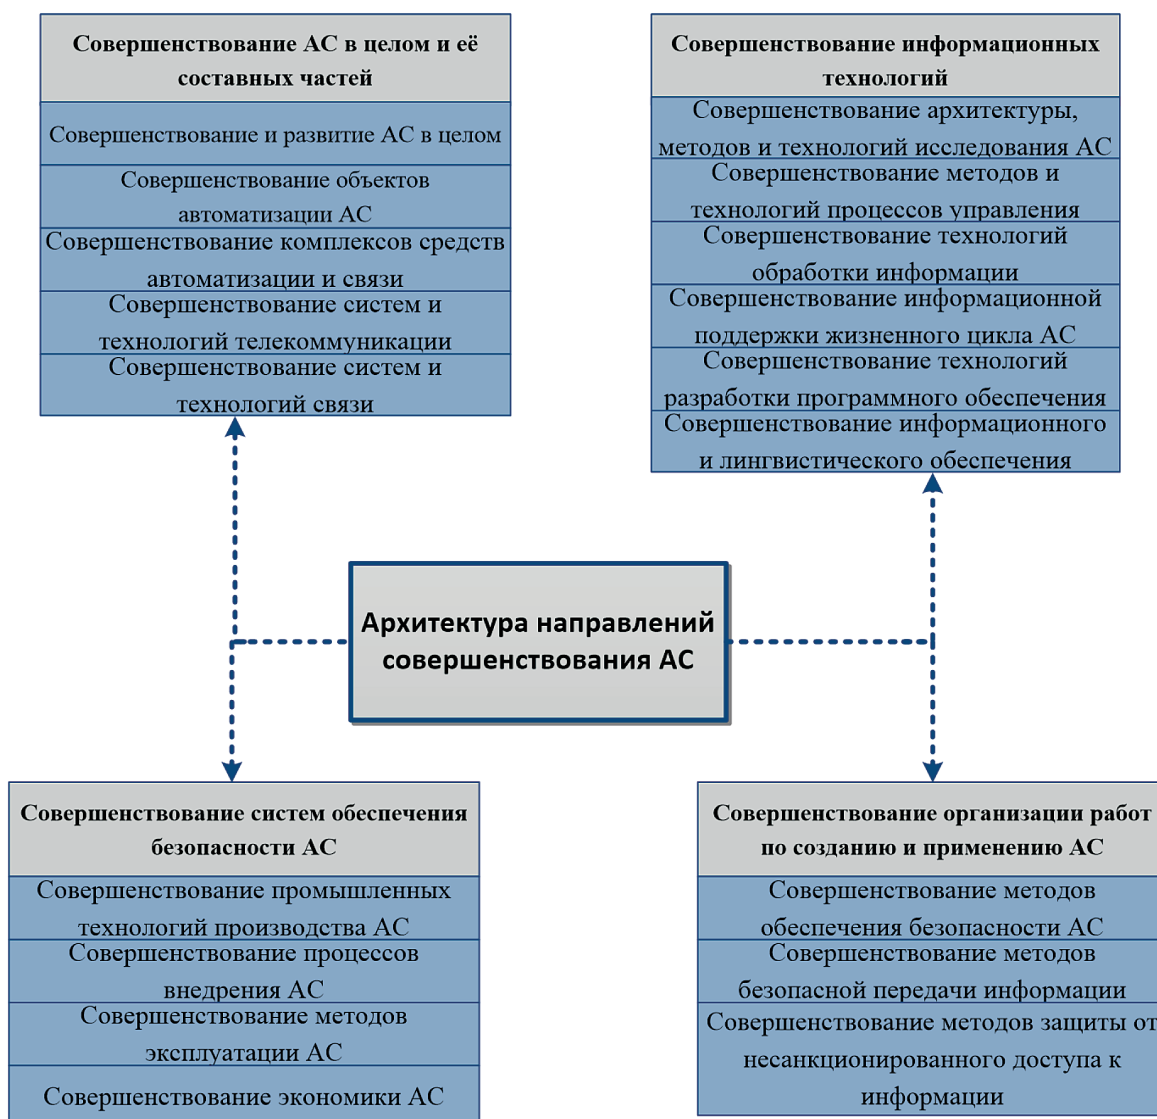 Совершенствование АС в целом и её
составных частей
Совершенствование и развитие АС в целом
Совершенствование объектов
автоматизации АС
Совершенствование комплексов средств
автоматизации и связи
Совершенствование систем и
технологий телекоммуникации
Совершенствование систем и
технологий связи
Совершенствование информационных
технологий
Совершенствование архитектуры,
методов и технологий исследования АС
Совершенствование методов и
технологий процессов управления
Совершенствование технологий
обработки информации
Совершенствование информационной
поддержки жизненного цикла АС
Совершенствование технологий
разработки программного обеспечения
Совершенствование информационного
и лингвистического обеспечения
Архитектура направлений
совершенствования АС
Совершенствование систем обеспечения
безопасности АС
Совершенствование промышленных
технологий производства АС
Совершенствование процессов
внедрения АС
Совершенствование методов
эксплуатации АС
Совершенствование экономики АС
Совершенствование организации работ
по созданию и применению АС
Совершенствование методов
обеспечения безопасности АС
Совершенствование методов
безопасной передачи информации
Совершенствование методов защиты от
несанкционированного доступа к
информации